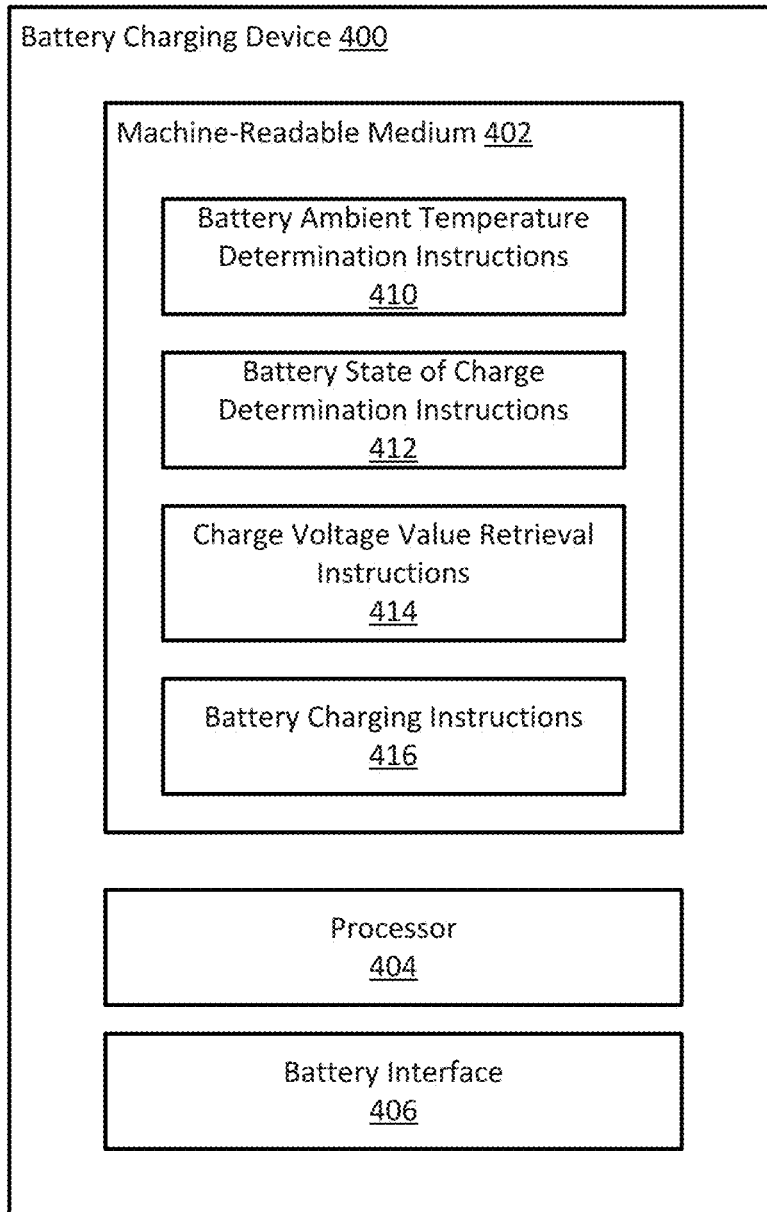 Battery Charging Device 400
Machine-Readable Medium 402
Battery Ambient Temperature
Determination Instructions
410
Battery State of Charge
Determination Instructions
412
Charge Voltage Value Retrieval
Instructions
414
Battery Charging Instructions
416
Processor
404
Battery Interface
406